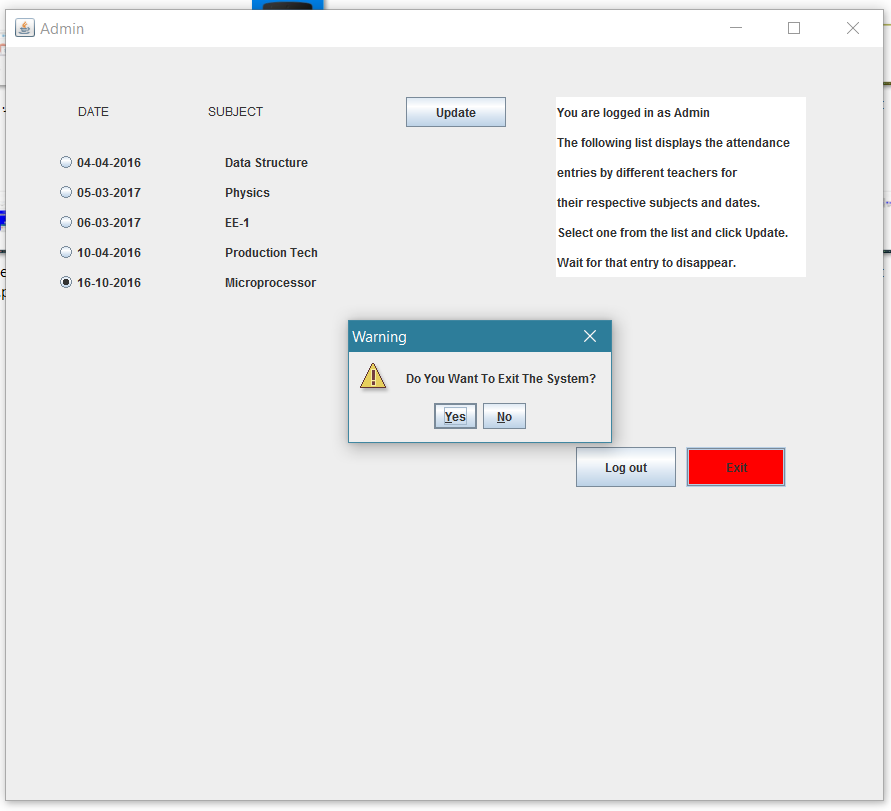 Admin
DATE SUBJECT Update
04-04-2016 Data Structure
05-03-2017 Physics
06-03-2017 EE-1
10-04-2016 Production Tech
16-10-2016 Microprocessor
You are logged in as Admin
The following list displays the attendance
entries by different teachers for
their respective subjects and dates.
Select one from the list and click Update.
Wait for that entry to disappear.
Warning
Do You Want To Exit The System?
Yes No
Log out Exit